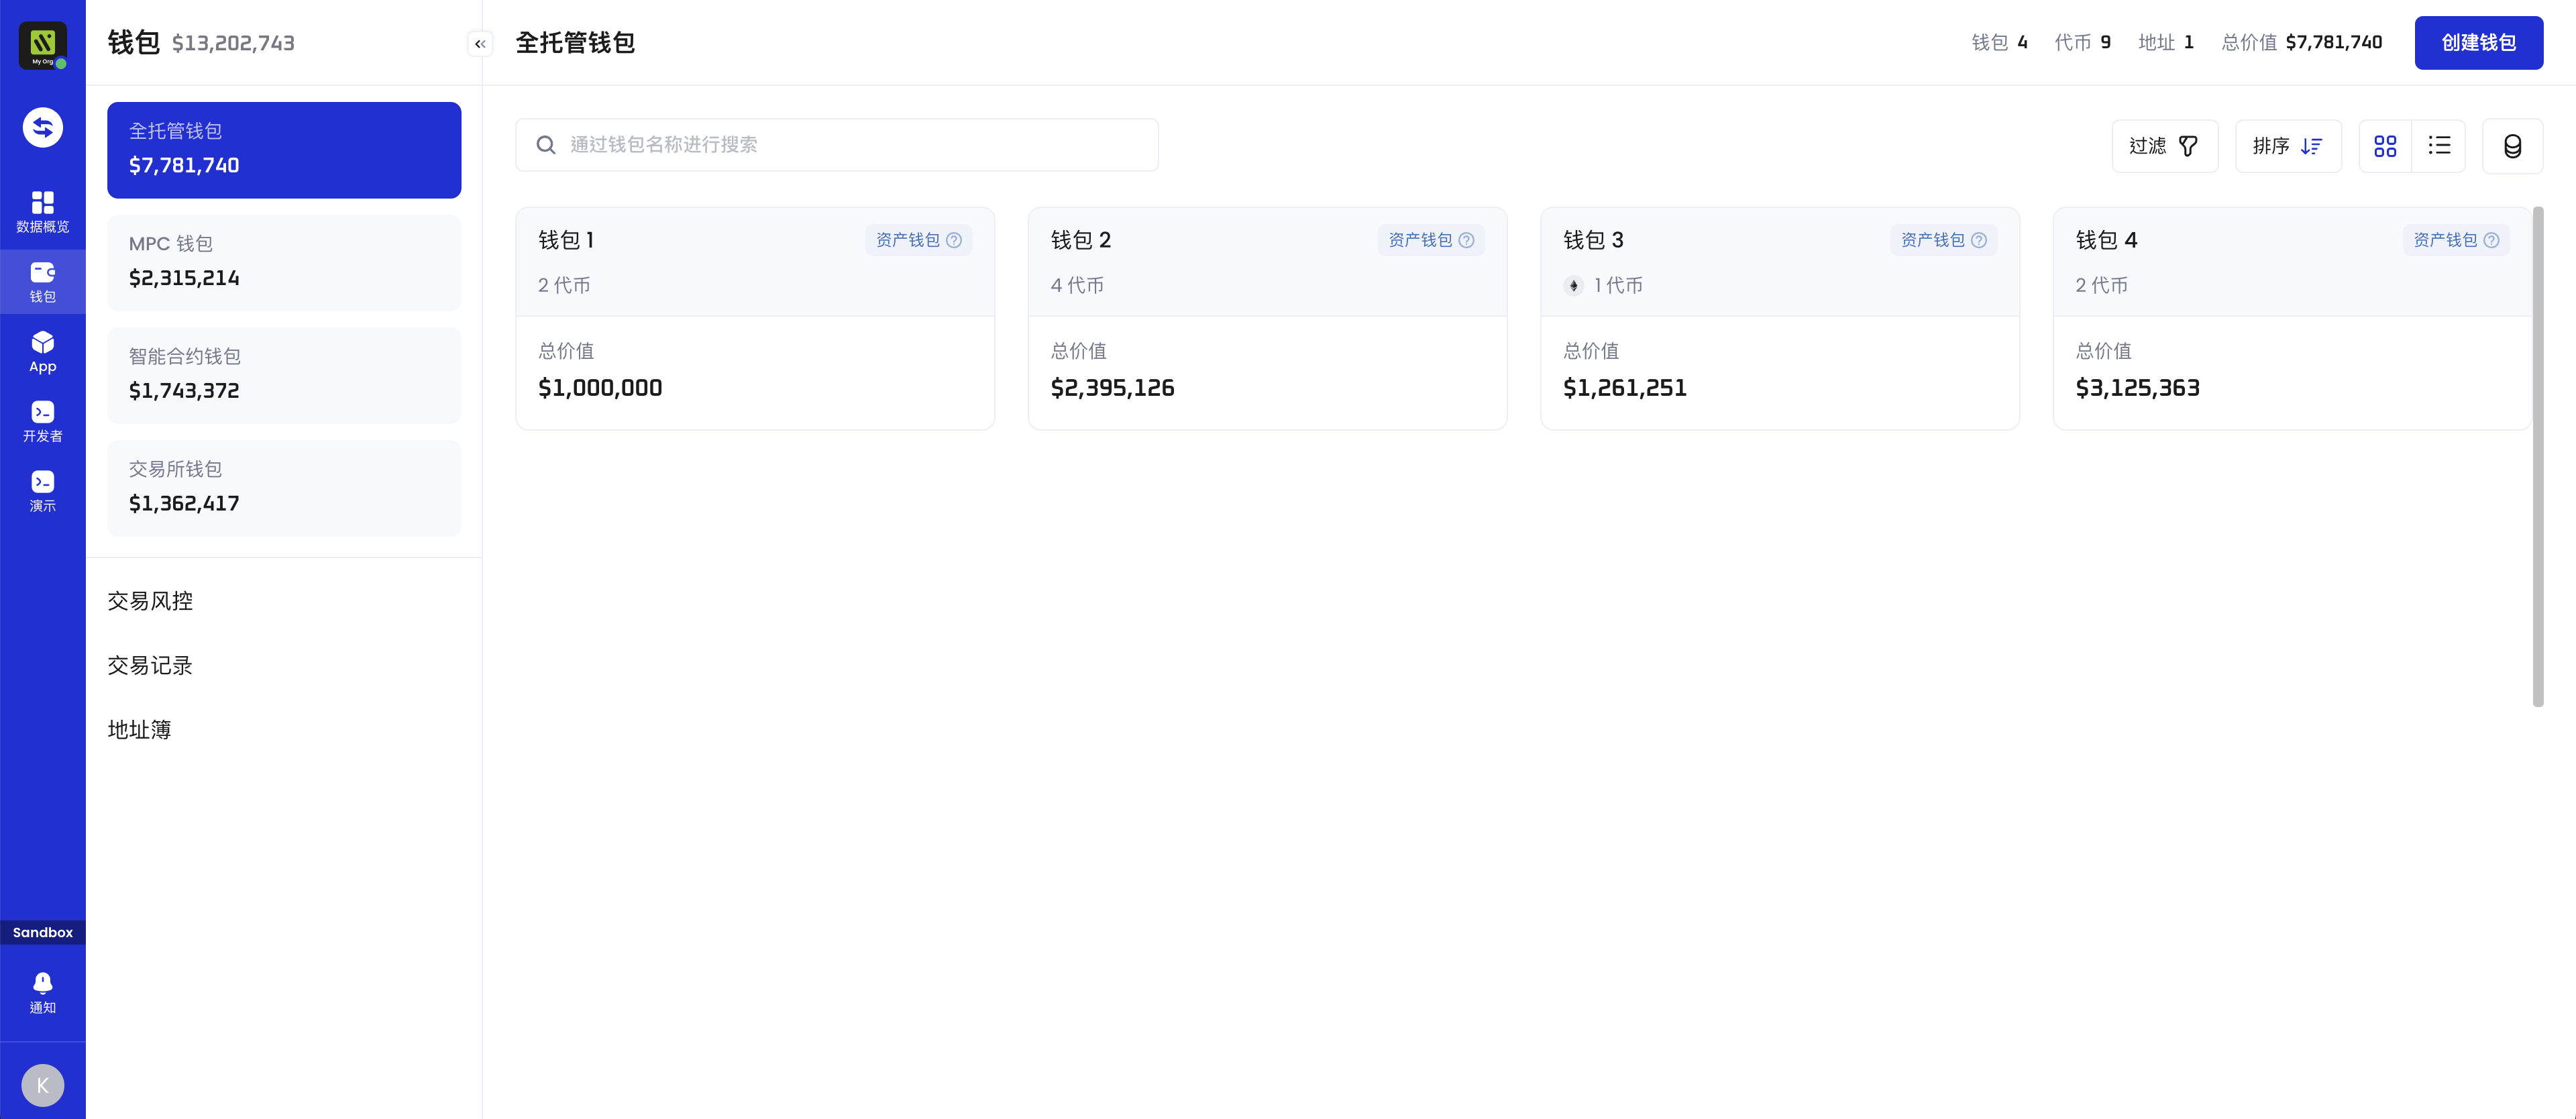 My Org
数据概览
钱包
App
开发者
演示
Sandbox
通知
K
钱包 $13,202,743
全托管钱包
$7,781,740
MPC 钱包
$2,315,214
智能合约钱包
$1,743,372
交易所钱包
$1,362,417
交易风控
交易记录
地址簿
全托管钱包
钱包 4 代币 9 地址 1 总价值 $7,781,740
创建钱包
通过钱包名称进行搜索
过滤
排序
钱包 1 资产钱包
2 代币
总价值
$1,000,000
钱包 2 资产钱包
4 代币
总价值
$2,395,126
钱包 3 资产钱包
1 代币
总价值
$1,261,251
钱包 4 资产钱包
2 代币
总价值
$3,125,363